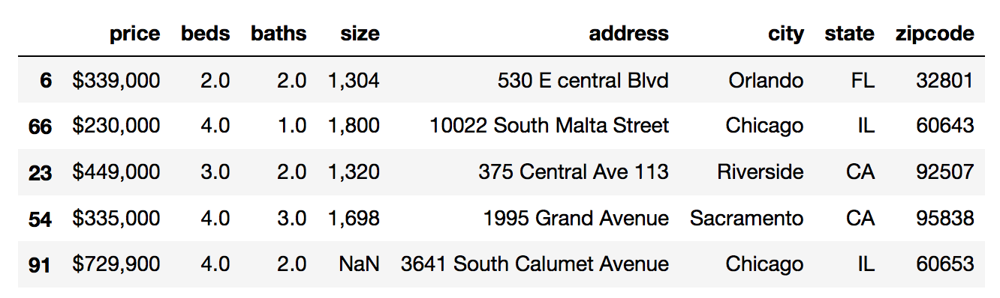 price beds baths size address city state zipcode
6 $339,000 2.0 2.0 1,304 530 E central Blvd Orlando FL 32801
66 $230,000 4.0 1.0 1,800 10022 South Malta Street Chicago IL 60643
23 $449,000 3.0 2.0 1,320 375 Central Ave 113 Riverside CA 92507
54 $335,000 4.0 3.0 1,698 1995 Grand Avenue Sacramento CA 95838
91 $729,900 4.0 2.0 NaN 3641 South Calumet Avenue Chicago IL 60653